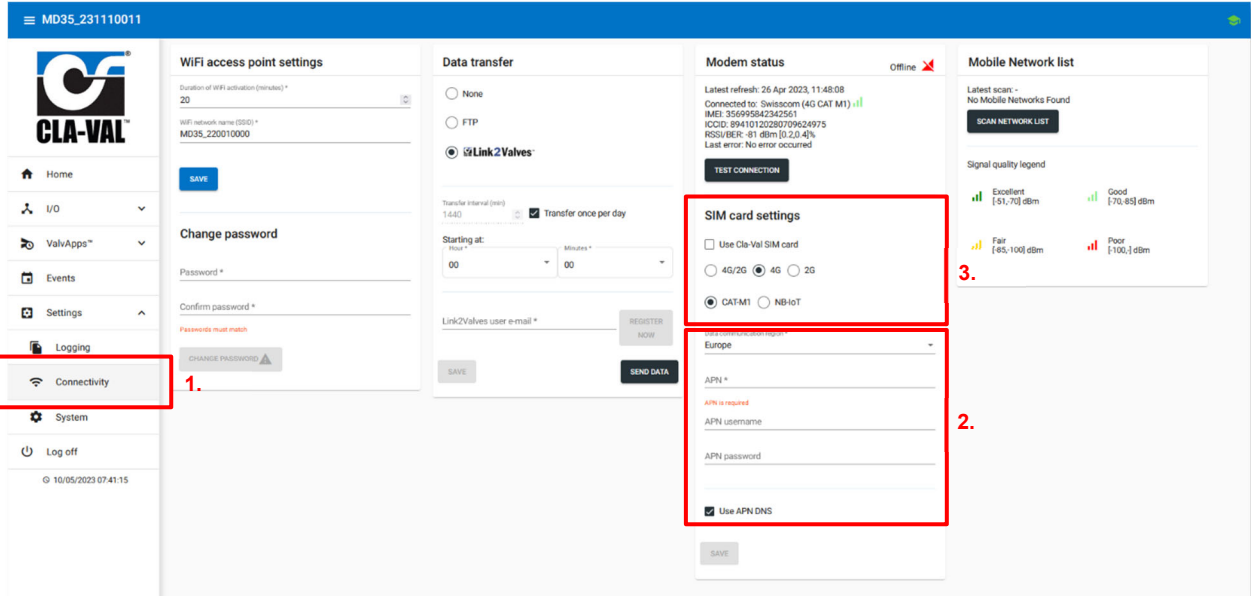 MD35_231110011
CLA-VAL™
Home
I/O
ValvApps™
Events
Settings
Logging
Connectivity
1.
System
Log off
10/05/2023 07:41:15
WiFi access point settings
Duration of WiFi activation (minutes) *
20
WiFi network name (SSID) *
MD35_220010000
SAVE
Change password
Password *
Confirm password *
Passwords must match
CHANGE PASSWORD
Data transfer
None
FTP
Link2Valves
Transfer interval (min)
1440
Transfer once per day
Starting at:
Hour *
Minutes *
00
00
Link2Valves user e-mail *
REGISTER
NOW
SAVE
SEND DATA
Modem status
Offline
Latest refresh: 26 Apr 2023, 11:48:08
Connected to: Swisscom (4G CAT M1)
IMEI: 356995842342561
ICCID: 89410120280709624975
RSSI/BER: -81 dBm [0.2,0.4]%
Last error: No error occurred
TEST CONNECTION
SIM card settings
Use Cla-Val SIM card
4G/2G
4G
2G
CAT-M1
NB-IoT
3.
Data communication region *
Europe
APN *
APN is required
APN username
APN password
Use APN DNS
2.
SAVE
Mobile Network list
Latest scan: -
No Mobile Networks Found
SCAN NETWORK LIST
Signal quality legend
Excellent
[-51,-70] dBm
Good
[-70,-85] dBm
Fair
[-85,-100] dBm
Poor
[-100,-] dBm